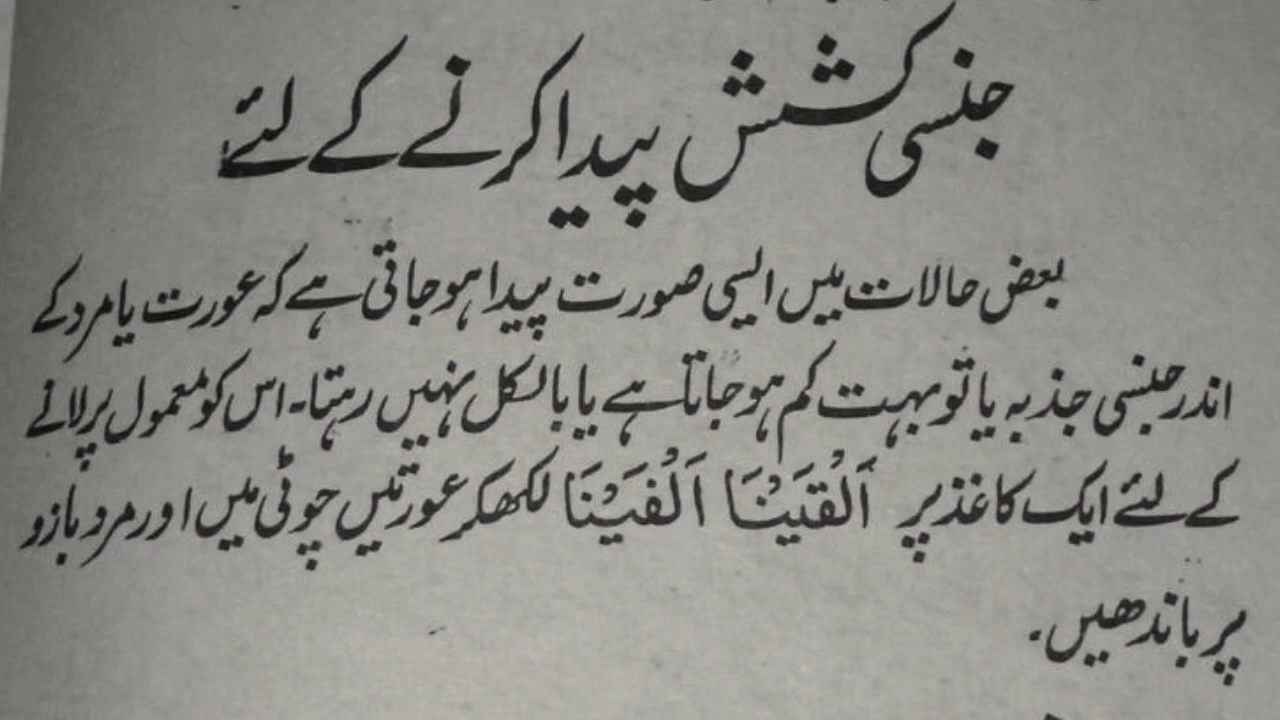 جنسی کشش پیدا کرنے کے لئے
بعض حالات میں ایسی صورت پیدا ہو جاتی ہے کہ عورت یا مرد کے
اندر جنسی جذبہ یا تو بہت کم ہو جاتا ہے یا بالکل نہیں رہتا۔ اس کو معمول پر لانے
کے لئے ایک کاغذ پر اَلْقَیْنَا اَلْفَیْنَا لکھکر عورتیں چوٹی میں اور مرد بازو
پر باندھیں۔